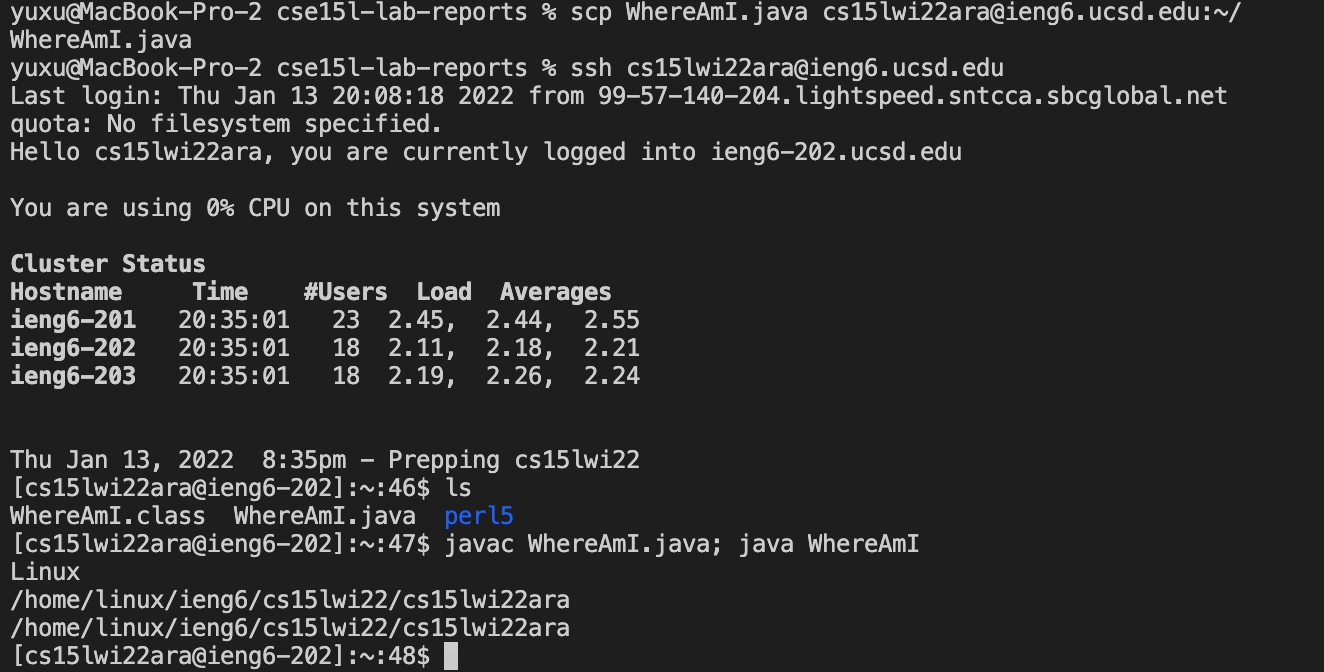 yuxu@MacBook-Pro-2 cse15l-lab-reports % scp WhereAmI.java cs15lwi22ara@ieng6.ucsd.edu:~/
WhereAmI.java
yuxu@MacBook-Pro-2 cse15l-lab-reports % ssh cs15lwi22ara@ieng6.ucsd.edu
Last login: Thu Jan 13 20:08:18 2022 from 99-57-140-204.lightspeed.sntcca.sbcglobal.net
quota: No filesystem specified.
Hello cs15lwi22ara, you are currently logged into ieng6-202.ucsd.edu
You are using 0% CPU on this system
Cluster Status
Hostname     Time    #Users  Load  Averages
ieng6-201   20:35:01   23  2.45,  2.44,  2.55
ieng6-202   20:35:01   18  2.11,  2.18,  2.21
ieng6-203   20:35:01   18  2.19,  2.26,  2.24
Thu Jan 13, 2022  8:35pm - Prepping cs15lwi22
[cs15lwi22ara@ieng6-202]:~:46$ ls
WhereAmI.class  WhereAmI.java  perl5
[cs15lwi22ara@ieng6-202]:~:47$ javac WhereAmI.java; java WhereAmI
Linux
/home/linux/ieng6/cs15lwi22/cs15lwi22ara
/home/linux/ieng6/cs15lwi22/cs15lwi22ara
[cs15lwi22ara@ieng6-202]:~:48$